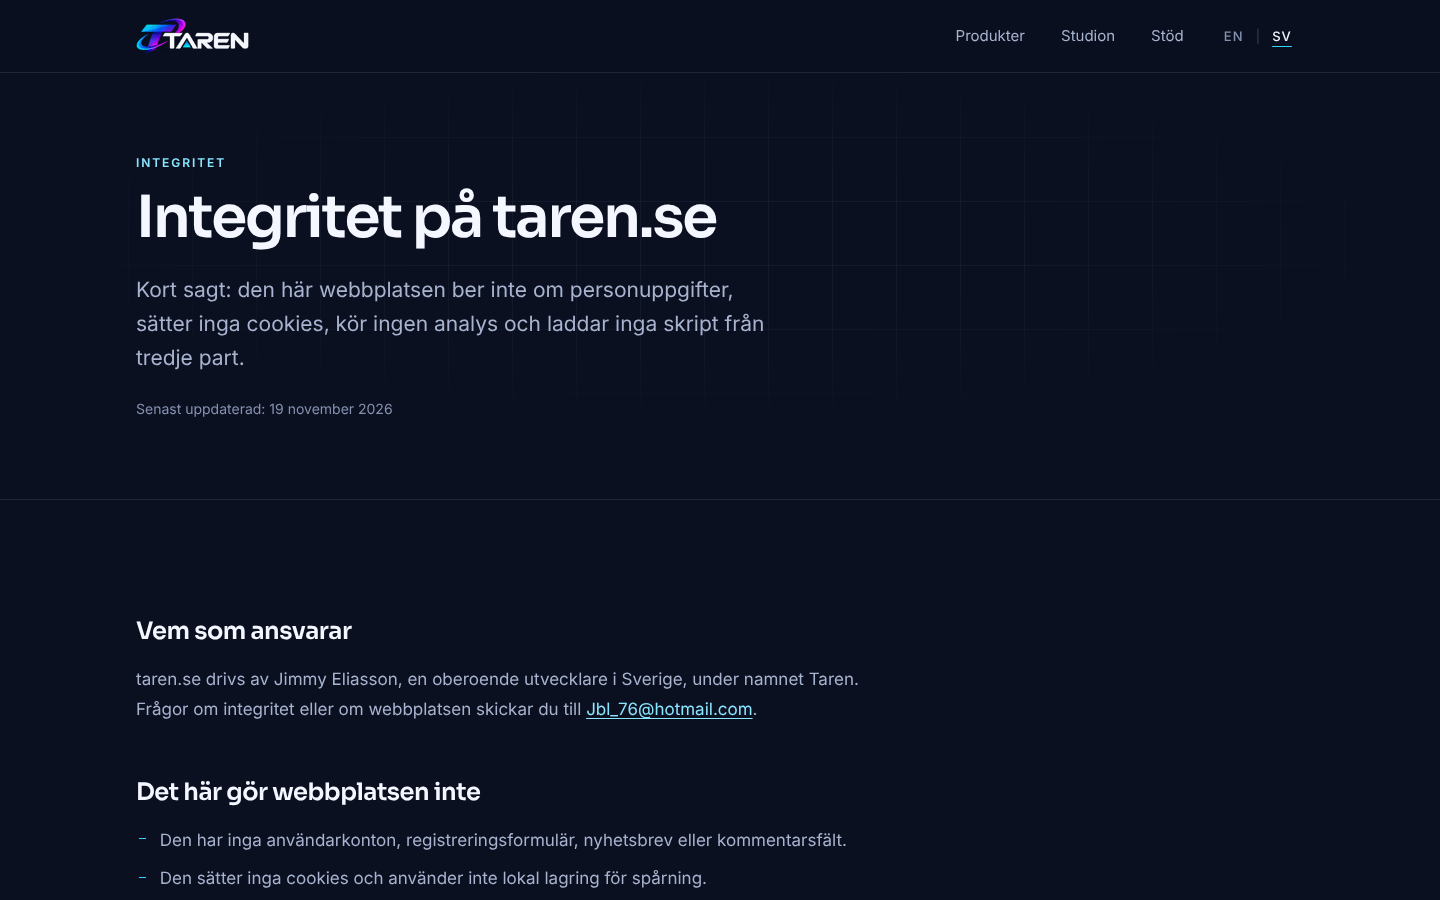 TAREN
Produkter
Studion
Stöd
EN | SV
INTEGRITET
Integritet på taren.se
Kort sagt: den här webbplatsen ber inte om personuppgifter,
sätter inga cookies, kör ingen analys och laddar inga skript från
tredje part.
Senast uppdaterad: 19 november 2026
Vem som ansvarar
taren.se drivs av Jimmy Eliasson, en oberoende utvecklare i Sverige, under namnet Taren.
Frågor om integritet eller om webbplatsen skickar du till Jbl_76@hotmail.com.
Det här gör webbplatsen inte
– Den har inga användarkonton, registreringsformulär, nyhetsbrev eller kommentarsfält.
– Den sätter inga cookies och använder inte lokal lagring för spårning.